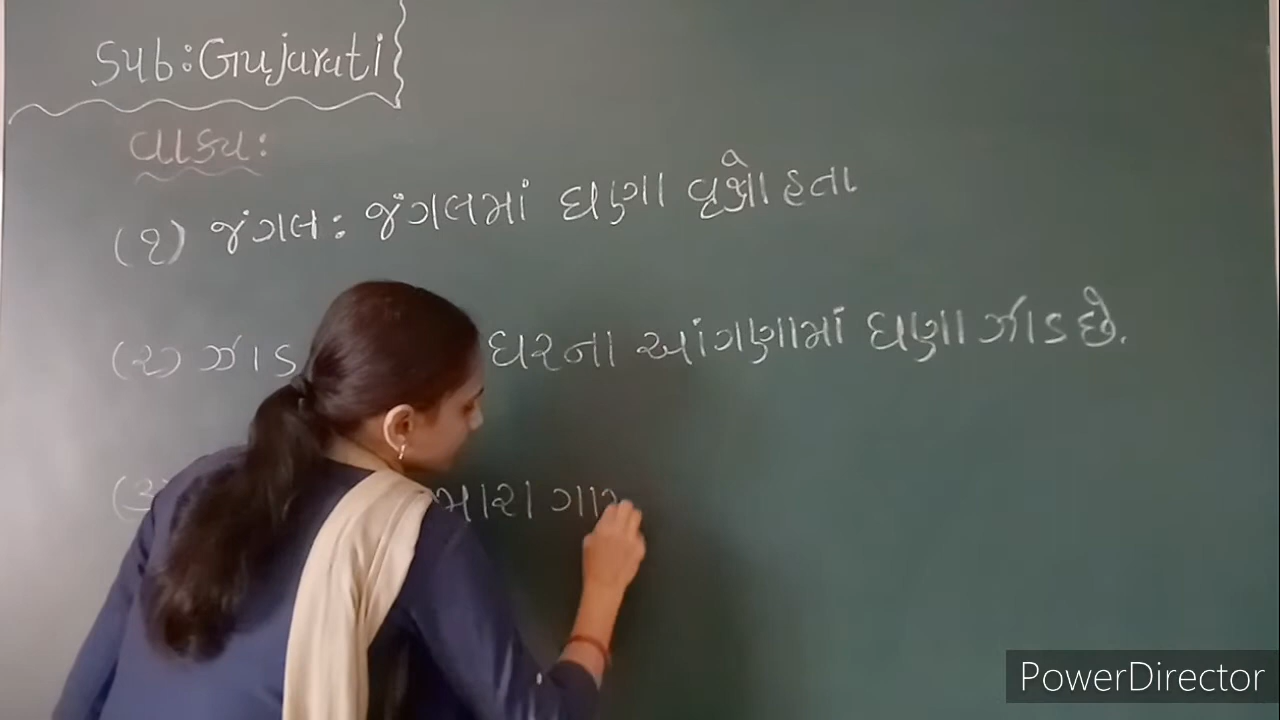 Sub: Gujarati
વાક્ય:
(૧) જંગલ: જંગલમાં ઘણા વૃક્ષો હતા
(૨) ઝાડ ઘરના આંગણામાં ઘણા ઝાડ છે.
(૩ મારા ગામ
PowerDirector